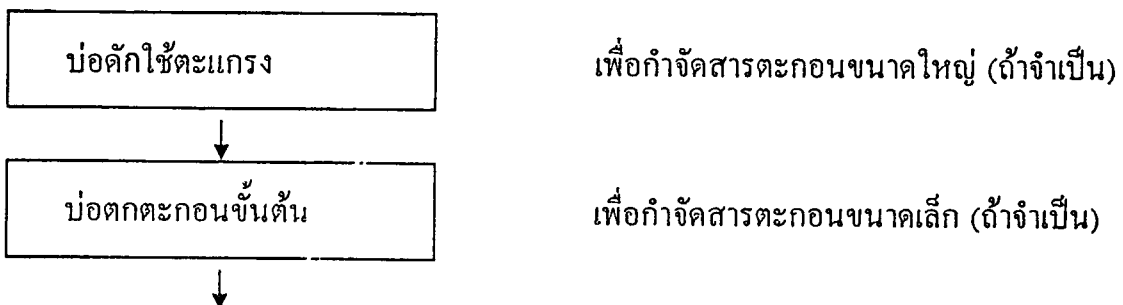 บ่อดักใช้ตะแกรง เพื่อกำจัดสารตะกอนขนาดใหญ่ (ถ้าจำเป็น)
บ่อตกตะกอนขั้นต้น เพื่อกำจัดสารตะกอนขนาดเล็ก (ถ้าจำเป็น)